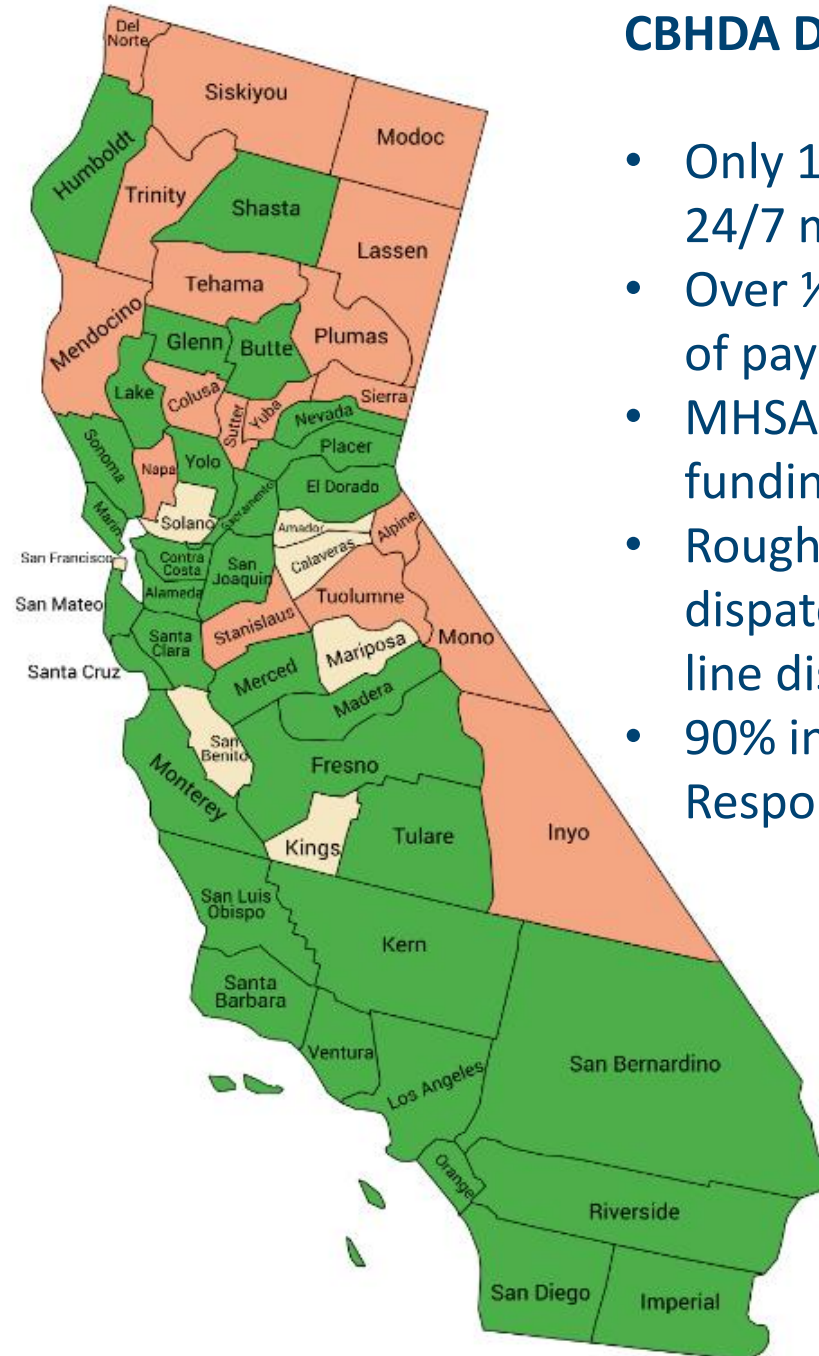 CBHDA D
• Only 1
24/7 m
• Over
of pay
• MHSA
fundin
• Rough
dispat
line dis
• 90% in
Respo
Del
Norte
Siskiyou
Modoc
Humboldt
Trinity
Shasta
Lassen
Tehama
Mendocino
Plumas
Glenn
Butte
Lake
Colusa
Sutter
Yuba
Sierra
Nevada
Placer
Sonoma
Napa
Yolo
El Dorado
Sacramento
Marin
Solano
Amador
Alpine
Calaveras
San Francisco
Contra
Costa
San
Joaquin
Alameda
Tuolumne
San Mateo
Stanislaus
Mono
Santa
Clara
Mariposa
Santa Cruz
Merced
Madera
San
Benito
Fresno
Monterey
Kings
Tulare
Inyo
San Luis
Obispo
Kern
Santa
Barbara
Ventura
Los Angeles
San Bernardino
Orange
Riverside
San Diego
Imperial